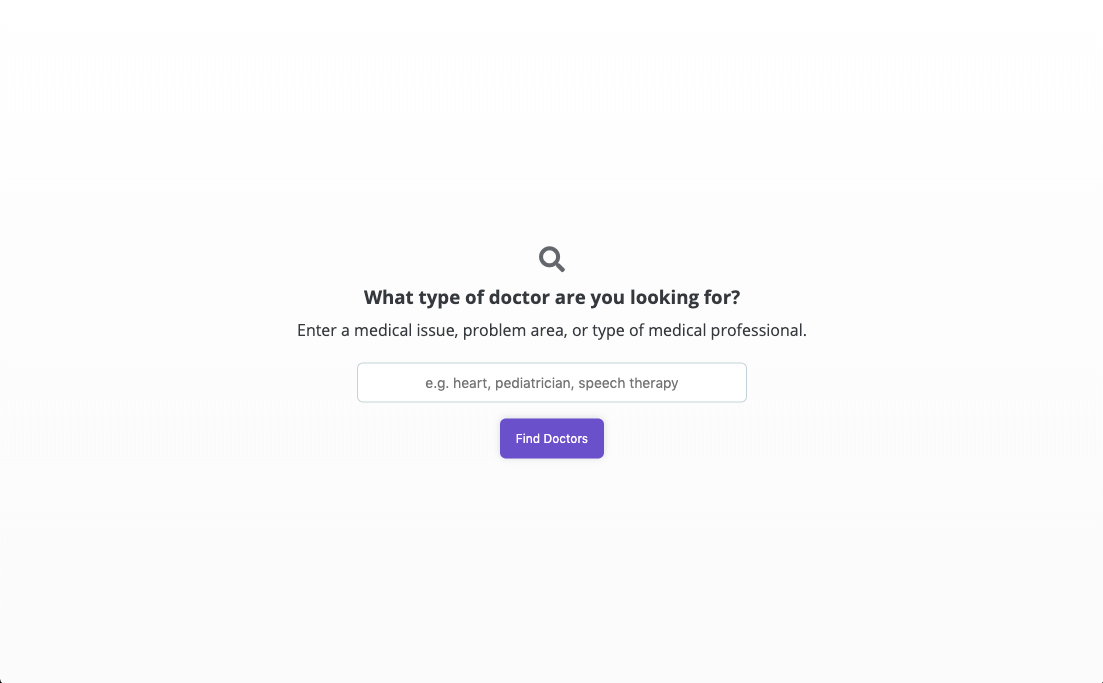 What type of doctor are you looking for?
Enter a medical issue, problem area, or type of medical professional.
e.g. heart, pediatrician, speech therapy
Find Doctors